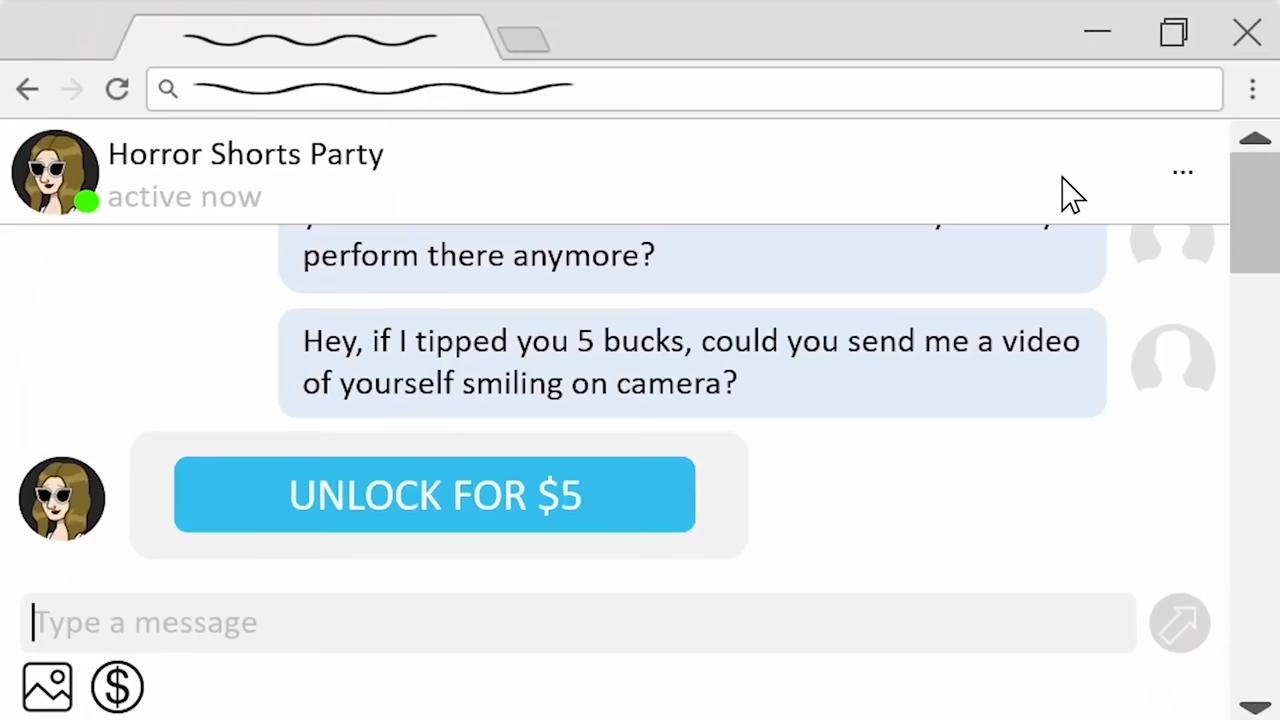 Horror Shorts Party
active now
perform there anymore?
Hey, if I tipped you 5 bucks, could you send me a video
of yourself smiling on camera?
UNLOCK FOR $5
Type a message